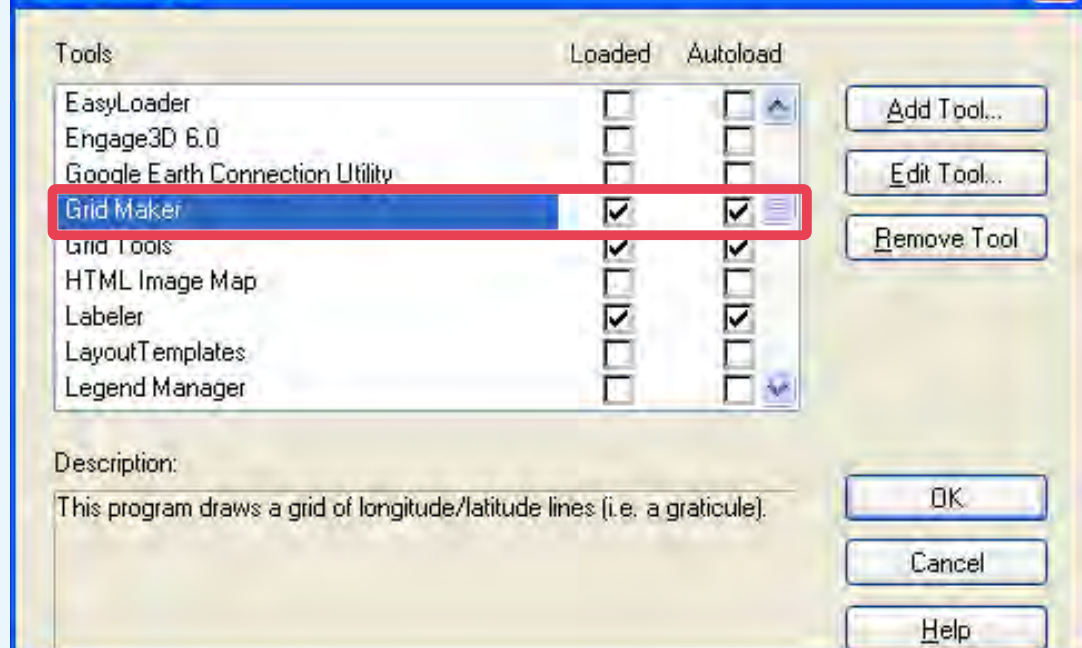 Tools Loaded Autoload
EasyLoader
Add Tool...
Engage3D 6.0
Google Earth Connection Utility
Edit Tool...
Grid Maker
Grid Tools
Remove Tool
HTML Image Map
Labeler
LayoutTemplates
Legend Manager
Description:
This program draws a grid of longitude/latitude lines (i.e. a graticule).
OK
Cancel
Help